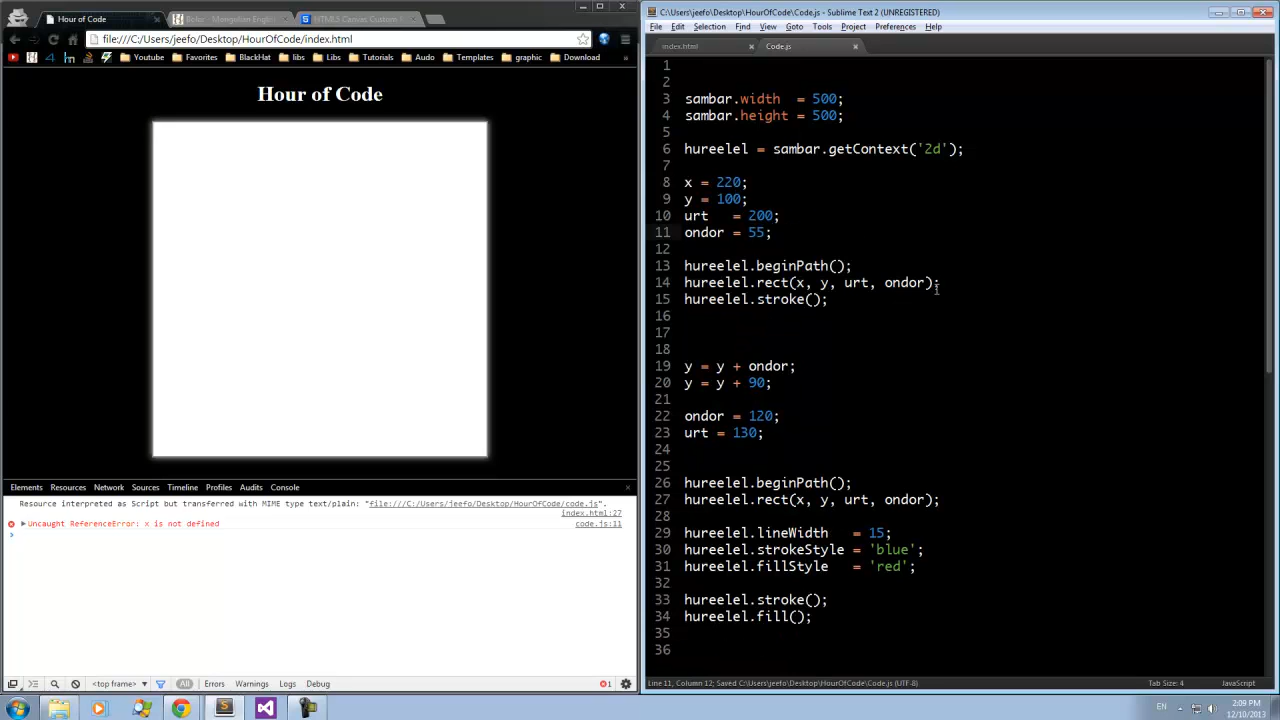 Hour of Code
Bolor - Mongolian Engli
HTML5 Canvas Custom
C:/Users/jeefo/Desktop/HourOfCode/Code.js - Sublime Text 2 (UNREGISTERED)
file:///C:/Users/jeefo/Desktop/HourOfCode/index.html
File Edit Selection Find View Goto Tools Project Preferences Help
Youtube Favorites BlackHat libs Libs Tutorials Audo Templates graphic Download »
index.html Code.js
Hour of Code
1
2
3 sambar.width  = 500;
4 sambar.height = 500;
5
6 hureelel = sambar.getContext('2d');
7
8 x = 220;
9 y = 100;
10 urt   = 200;
11 ondor = 55;
12
13 hureelel.beginPath();
14 hureelel.rect(x, y, urt, ondor);
15 hureelel.stroke();
16
17
18
19 y = y + ondor;
20 y = y + 90;
21
22 ondor = 120;
23 urt = 130;
24
25
26 hureelel.beginPath();
27 hureelel.rect(x, y, urt, ondor);
28
29 hureelel.lineWidth   = 15;
30 hureelel.strokeStyle = 'blue';
31 hureelel.fillStyle   = 'red';
32
33 hureelel.stroke();
34 hureelel.fill();
35
36
Elements Resources Network Sources Timeline Profiles Audits Console
Resource interpreted as Script but transferred with MIME type text/plain: "file:///C:/Users/jeefo/Desktop/HourOfCode/code.js".
index.html:27
Uncaught ReferenceError: x is not defined code.js:11
<top frame> All Errors Warnings Logs Debug 1
Line 11, Column 12; Saved C:\Users\jeefo\Desktop\HourOfCode\Code.js (UTF-8) Tab Size: 4 JavaScript
EN 2:09 PM
12/10/2013